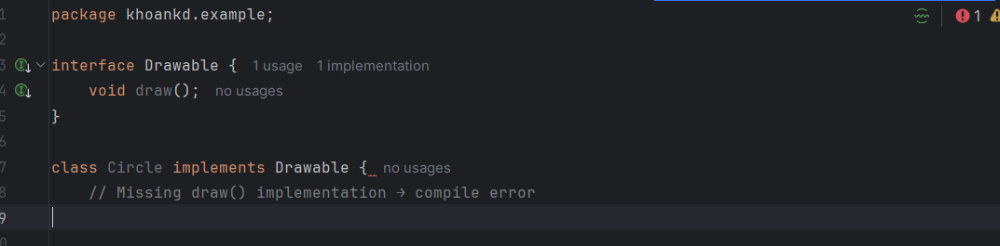 1 package khoankd.example; 1
2
3 interface Drawable { 1 usage 1 implementation
4 void draw(); no usages
5 }
6
7 class Circle implements Drawable { no usages
8 // Missing draw() implementation → compile error
9